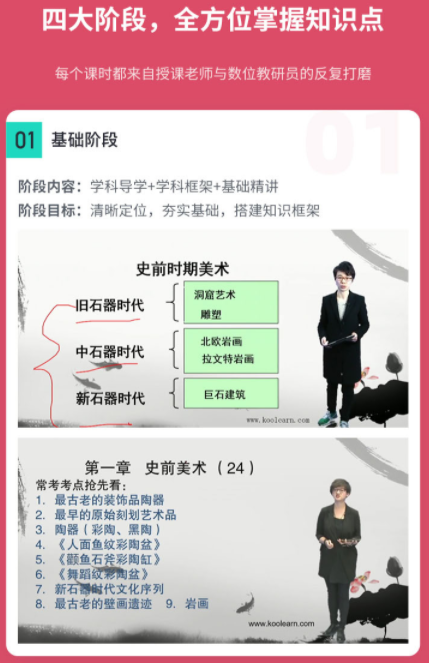 四大阶段，全方位掌握知识点
每个课时都来自授课老师与数位教研员的反复打磨
01
01 基础阶段
阶段内容：学科导学+学科框架+基础精讲
阶段目标：清晰定位，夯实基础，搭建知识框架
史前时期美术
旧石器时代
洞窟艺术
雕塑
中石器时代
北欧岩画
拉文特岩画
新石器时代
巨石建筑
www.koolearn.com
第一章 史前美术（24）
常考考点抢先看：
1. 最古老的装饰品陶器
2. 最早的原始刻划艺术品
3. 陶器（彩陶、黑陶）
4. 《人面鱼纹彩陶盆》
5. 《鹳鱼石斧彩陶缸》
6. 《舞蹈纹彩陶盆》
7. 新石器时代文化序列
8. 最古老的壁画遗迹 9. 岩画
www.koolearn.com